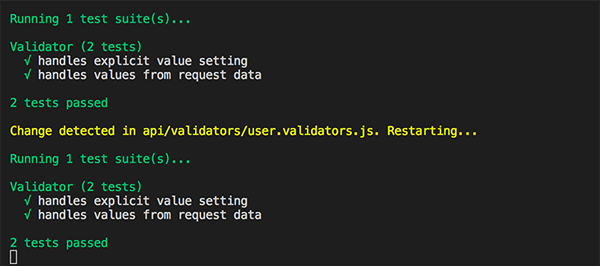 Running 1 test suite(s)...
Validator (2 tests)
√ handles explicit value setting
√ handles values from request data
2 tests passed
Change detected in api/validators/user.validators.js. Restarting...
Running 1 test suite(s)...
Validator (2 tests)
√ handles explicit value setting
√ handles values from request data
2 tests passed